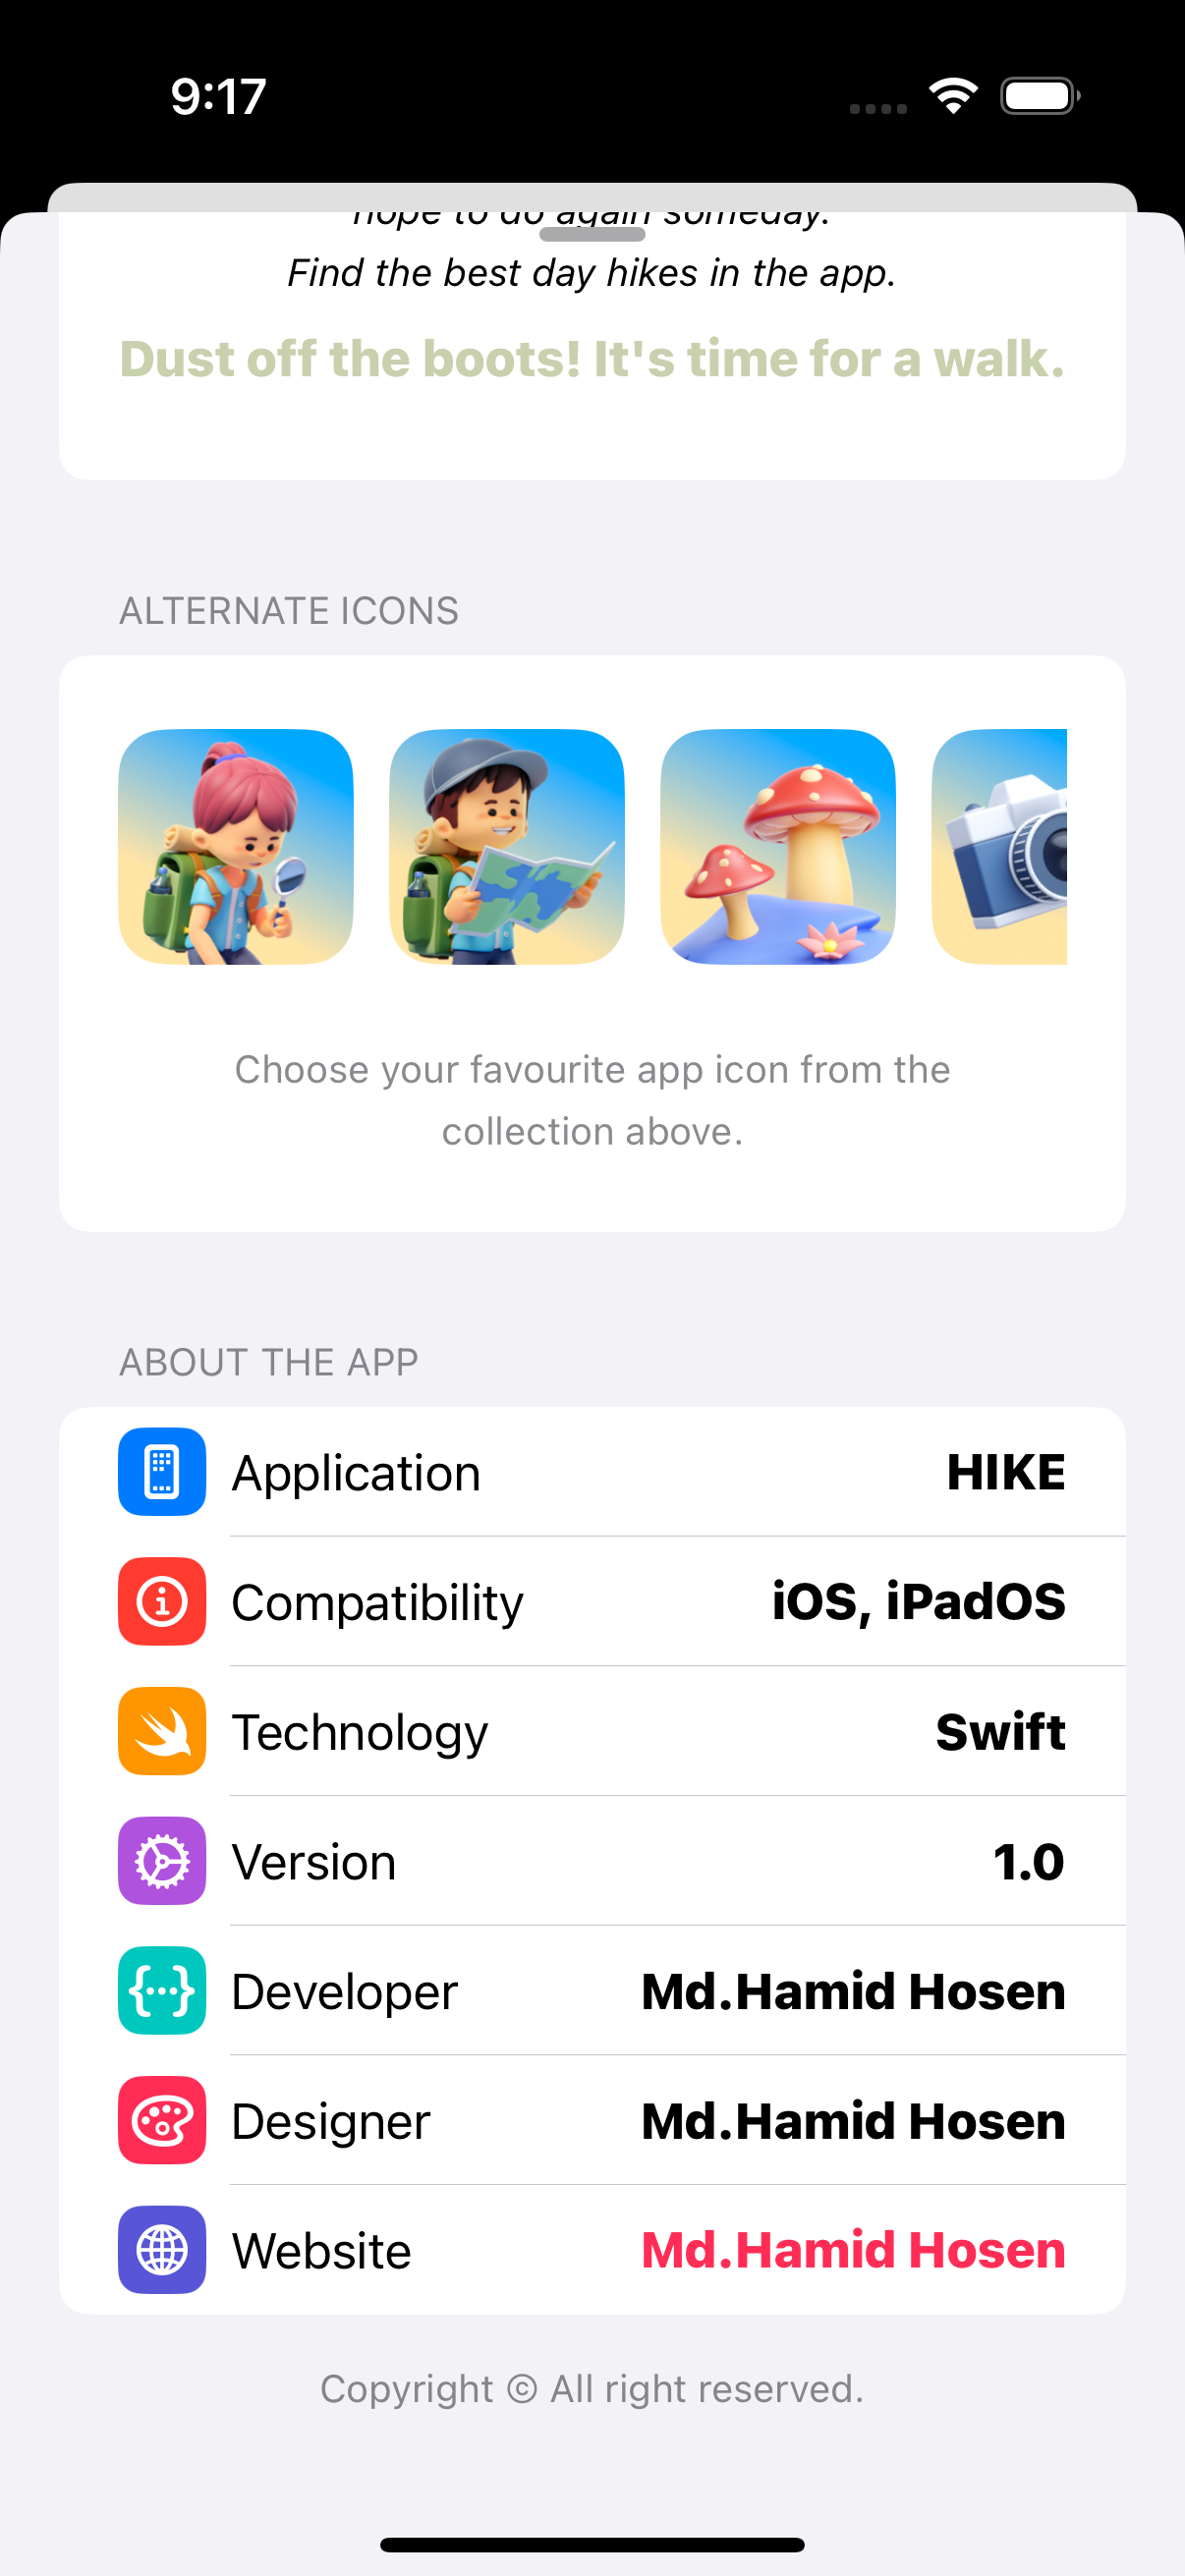 9:17
hope to do again someday.
Find the best day hikes in the app.
Dust off the boots! It's time for a walk.
ALTERNATE ICONS
Choose your favourite app icon from the
collection above.
ABOUT THE APP
Application HIKE
Compatibility iOS, iPadOS
Technology Swift
Version 1.0
Developer Md.Hamid Hosen
Designer Md.Hamid Hosen
Website Md.Hamid Hosen
Copyright © All right reserved.